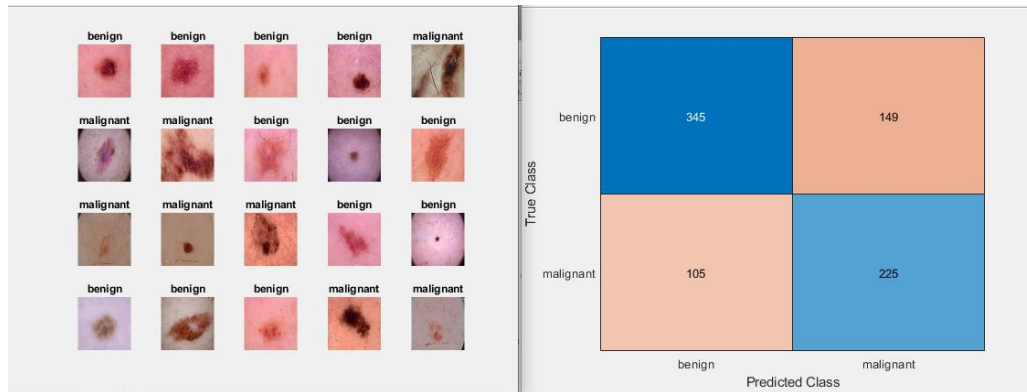 benign benign benign benign malignant
malignant malignant benign benign benign
malignant malignant malignant benign benign
benign benign benign malignant malignant
True Class
benign
345 149
malignant
105 225
benign malignant
Predicted Class